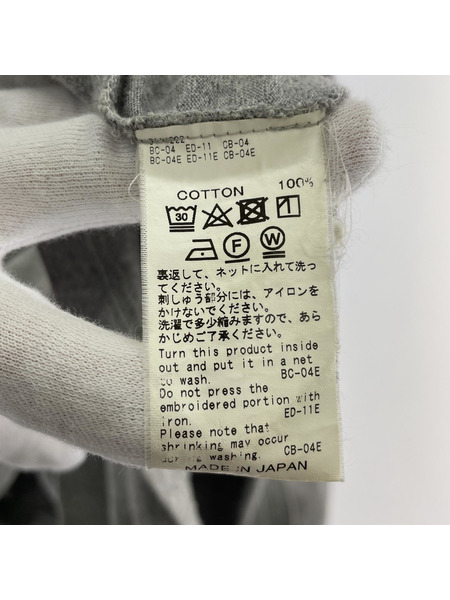 BC-04 ED-11 CB-04
BC-04E ED-11E CB-04E
COTTON 100%
30
F W
裏返して、ネットに入れて洗っ
てください。
刺しゅう部分には、アイロンを
かけないでください。
洗濯で多少縮みますので、あら
かじめご了承ください。
Turn this product inside
out and put it in a net
to wash. BC-04E
Do not press the
embroidered portion with
iron. ED-11E
Please note that
shrinking may occur
during washing. CB-04E
MADE IN JAPAN